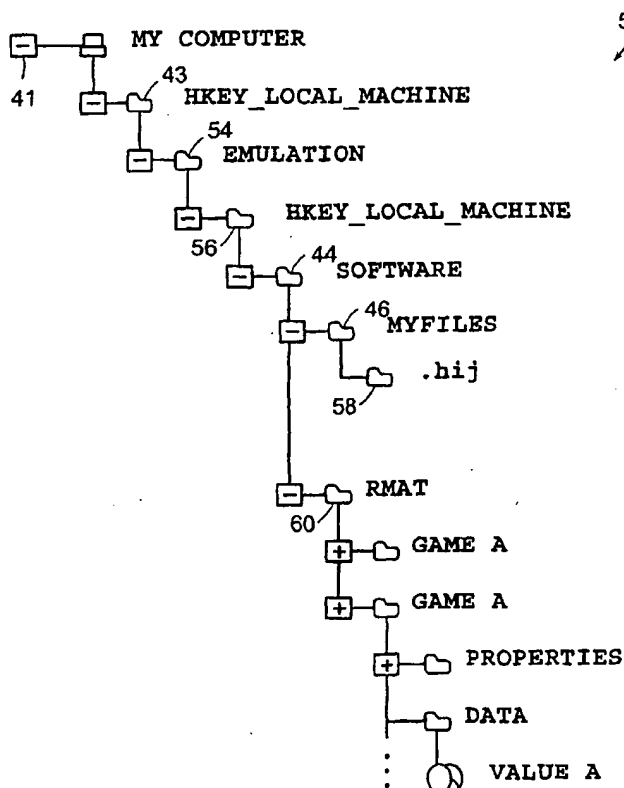 MY COMPUTER
5
41
43
HKEY_LOCAL_MACHINE
54
EMULATION
HKEY_LOCAL_MACHINE
56
44
SOFTWARE
46
MYFILES
.hij
58
RMAT
60
GAME A
GAME A
PROPERTIES
DATA
VALUE A